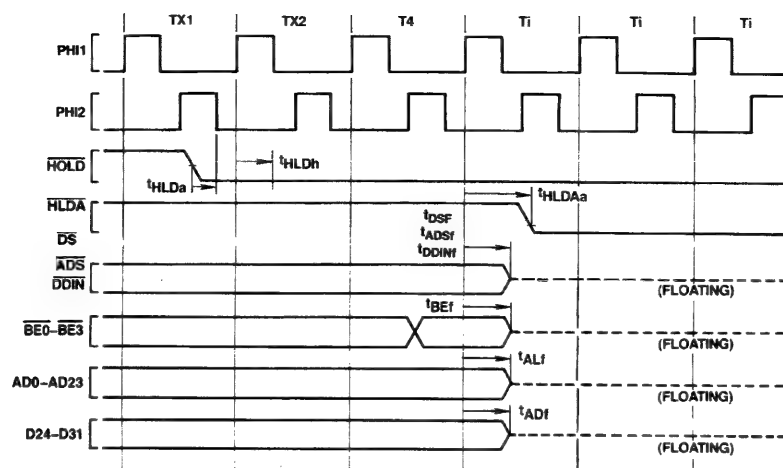 TX1 TX2 T4 Ti Ti Ti
PHI1
PHI2
HOLD
tHLDa
tHLDh
HLDA
tHLDAa
DS
tDSF
tADSf
tDDINf
ADS
DDIN
(FLOATING)
BE0–BE3
tBEf
(FLOATING)
AD0–AD23
tALf
(FLOATING)
D24–D31
tADf
(FLOATING)